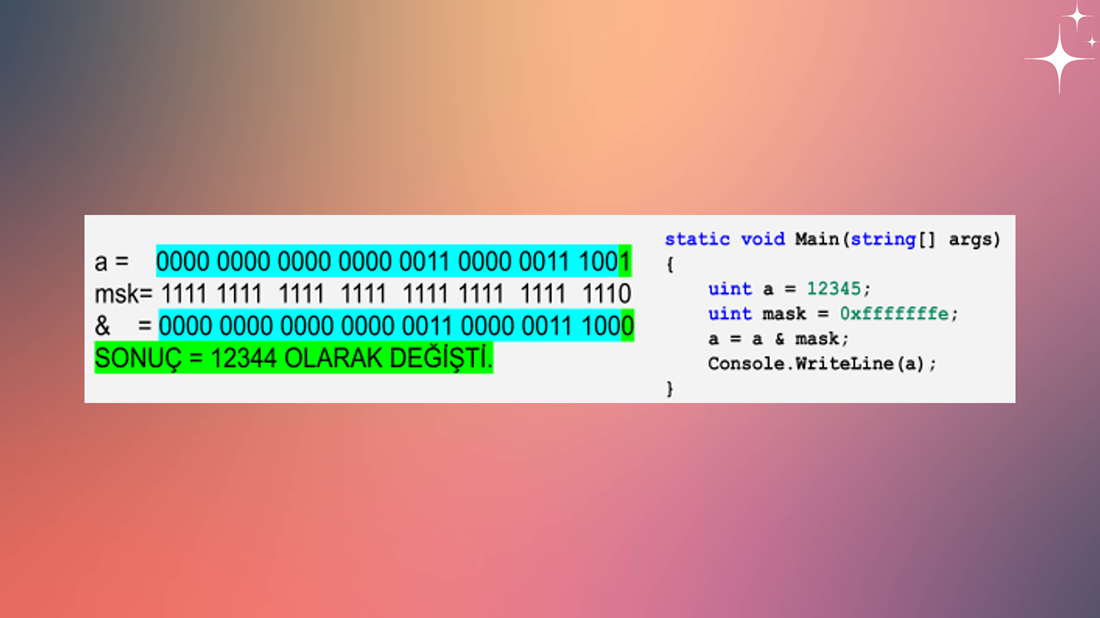 a = 0000 0000 0000 0000 0011 0000 0011 1001
msk= 1111 1111 1111 1111 1111 1111 1111 1110
& = 0000 0000 0000 0000 0011 0000 0011 1000
SONUÇ = 12344 OLARAK DEĞİŞTİ.
static void Main(string[] args)
{
uint a = 12345;
uint mask = 0xfffffffe;
a = a & mask;
Console.WriteLine(a);
}